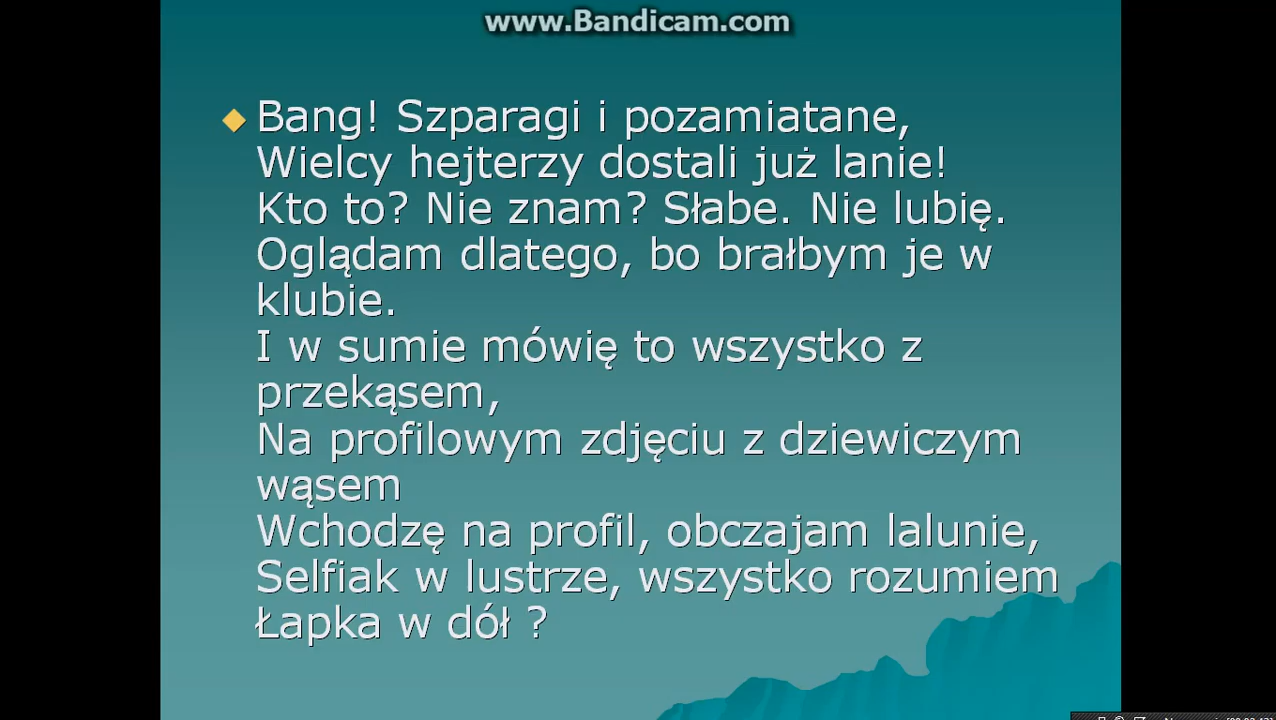 www.Bandicam.com
Bang! Szparagi i pozamiatane,
Wielcy hejterzy dostali już lanie!
Kto to? Nie znam? Słabe. Nie lubię.
Oglądam dlatego, bo brałbym je w
klubie.
I w sumie mówię to wszystko z
przekąsem,
Na profilowym zdjęciu z dziewiczym
wąsem
Wchodzę na profil, obczajam lalunie,
Selfiak w lustrze, wszystko rozumiem
Łapka w dół ?